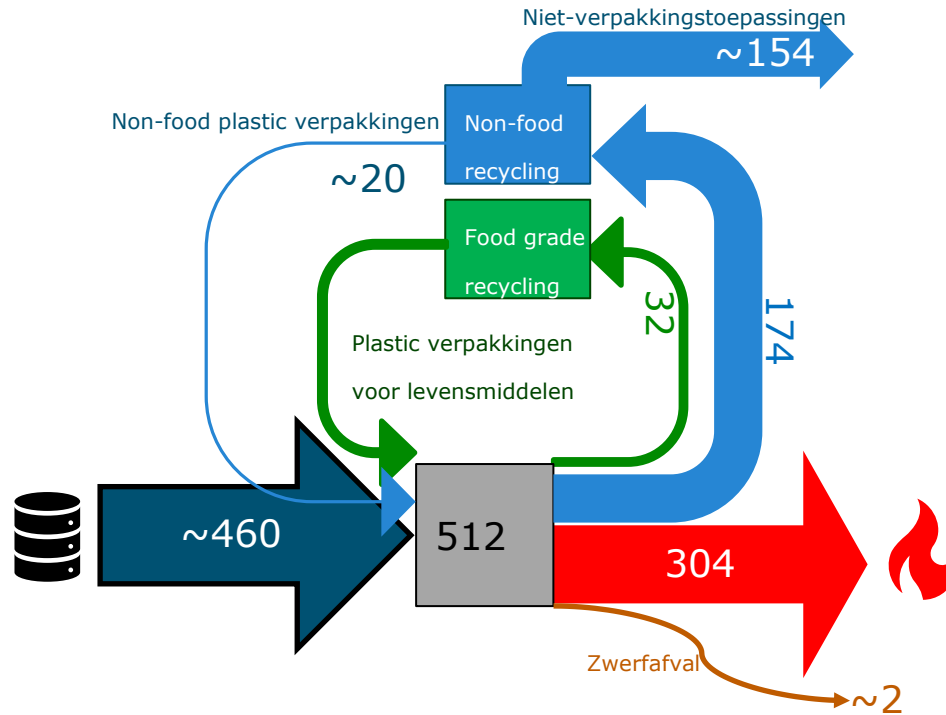 Niet-verpakkingstoepassingen
~154
Non-food plastic verpakkingen
Non-food
recycling
~20
Food grade
recycling
32
174
Plastic verpakkingen
voor levensmiddelen
~460
512
304
Zwerfafval
~2